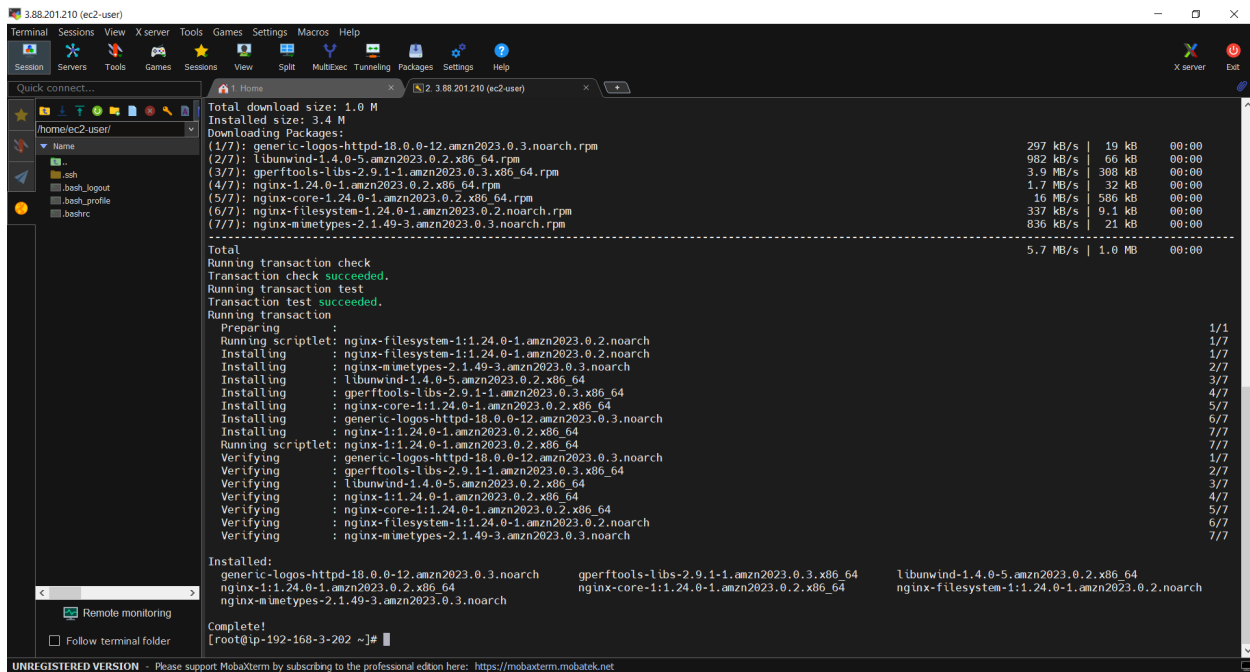 3.88.201.210 (ec2-user)
Terminal Sessions View X server Tools Games Settings Macros Help
Session Servers Tools Games Sessions View Split MultiExec Tunneling Packages Settings Help X server Exit
Quick connect...
1. Home
2. 3.88.201.210 (ec2-user)
/home/ec2-user/
Name
..
.ssh
.bash_logout
.bash_profile
.bashrc
Total download size: 1.0 M
Installed size: 3.4 M
Downloading Packages:
(1/7): generic-logos-httpd-18.0.0-12.amzn2023.0.3.noarch.rpm 297 kB/s | 19 kB 00:00
(2/7): libunwind-1.4.0-5.amzn2023.0.2.x86_64.rpm 982 kB/s | 66 kB 00:00
(3/7): gperftools-libs-2.9.1-1.amzn2023.0.3.x86_64.rpm 3.9 MB/s | 308 kB 00:00
(4/7): nginx-1.24.0-1.amzn2023.0.2.x86_64.rpm 1.7 MB/s | 32 kB 00:00
(5/7): nginx-core-1.24.0-1.amzn2023.0.2.x86_64.rpm 16 MB/s | 586 kB 00:00
(6/7): nginx-filesystem-1.24.0-1.amzn2023.0.2.noarch.rpm 337 kB/s | 9.1 kB 00:00
(7/7): nginx-mimetypes-2.1.49-3.amzn2023.0.3.noarch.rpm 836 kB/s | 21 kB 00:00
Total 5.7 MB/s | 1.0 MB 00:00
Running transaction check
Transaction check succeeded.
Running transaction test
Transaction test succeeded.
Running transaction
Preparing : 1/1
Running scriptlet: nginx-filesystem-1:1.24.0-1.amzn2023.0.2.noarch 1/7
Installing : nginx-filesystem-1:1.24.0-1.amzn2023.0.2.noarch 1/7
Installing : nginx-mimetypes-2.1.49-3.amzn2023.0.3.noarch 2/7
Installing : libunwind-1.4.0-5.amzn2023.0.2.x86_64 3/7
Installing : gperftools-libs-2.9.1-1.amzn2023.0.3.x86_64 4/7
Installing : nginx-core-1:1.24.0-1.amzn2023.0.2.x86_64 5/7
Installing : generic-logos-httpd-18.0.0-12.amzn2023.0.3.noarch 6/7
Installing : nginx-1:1.24.0-1.amzn2023.0.2.x86_64 7/7
Running scriptlet: nginx-1:1.24.0-1.amzn2023.0.2.x86_64 7/7
Verifying : generic-logos-httpd-18.0.0-12.amzn2023.0.3.noarch 1/7
Verifying : gperftools-libs-2.9.1-1.amzn2023.0.3.x86_64 2/7
Verifying : libunwind-1.4.0-5.amzn2023.0.2.x86_64 3/7
Verifying : nginx-1:1.24.0-1.amzn2023.0.2.x86_64 4/7
Verifying : nginx-core-1:1.24.0-1.amzn2023.0.2.x86_64 5/7
Verifying : nginx-filesystem-1:1.24.0-1.amzn2023.0.2.noarch 6/7
Verifying : nginx-mimetypes-2.1.49-3.amzn2023.0.3.noarch 7/7
Installed:
generic-logos-httpd-18.0.0-12.amzn2023.0.3.noarch gperftools-libs-2.9.1-1.amzn2023.0.3.x86_64 libunwind-1.4.0-5.amzn2023.0.2.x86_64
nginx-1:1.24.0-1.amzn2023.0.2.x86_64 nginx-core-1:1.24.0-1.amzn2023.0.2.x86_64 nginx-filesystem-1:1.24.0-1.amzn2023.0.2.noarch
nginx-mimetypes-2.1.49-3.amzn2023.0.3.noarch
Complete!
[root@ip-192-168-3-202 ~]#
Remote monitoring
Follow terminal folder
UNREGISTERED VERSION - Please support MobaXterm by subscribing to the professional edition here: https://mobaxterm.mobatek.net